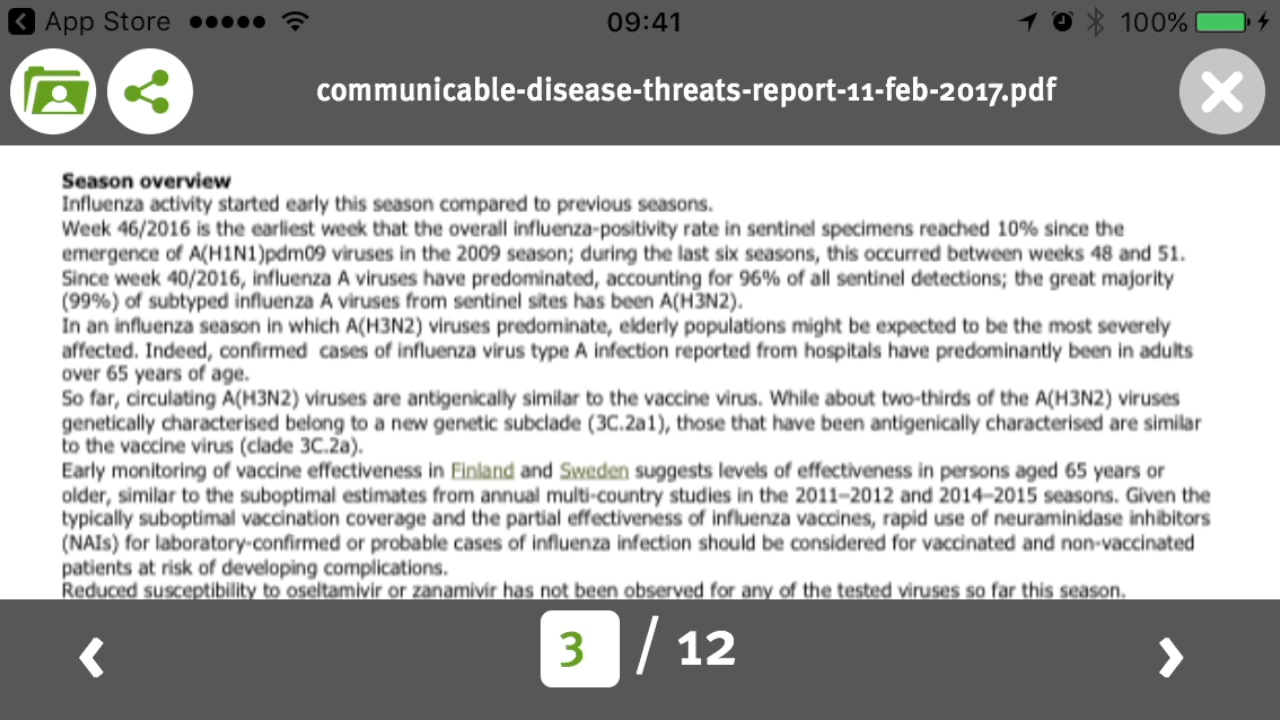 App Store
09:41
100%
communicable-disease-threats-report-11-feb-2017.pdf
Season overview
Influenza activity started early this season compared to previous seasons.
Week 46/2016 is the earliest week that the overall influenza-positivity rate in sentinel specimens reached 10% since the
emergence of A(H1N1)pdm09 viruses in the 2009 season; during the last six seasons, this occurred between weeks 48 and 51.
Since week 40/2016, influenza A viruses have predominated, accounting for 96% of all sentinel detections; the great majority
(99%) of subtyped influenza A viruses from sentinel sites has been A(H3N2).
In an influenza season in which A(H3N2) viruses predominate, elderly populations might be expected to be the most severely
affected. Indeed, confirmed  cases of influenza virus type A infection reported from hospitals have predominantly been in adults
over 65 years of age.
So far, circulating A(H3N2) viruses are antigenically similar to the vaccine virus. While about two-thirds of the A(H3N2) viruses
genetically characterised belong to a new genetic subclade (3C.2a1), those that have been antigenically characterised are similar
to the vaccine virus (clade 3C.2a).
Early monitoring of vaccine effectiveness in Finland and Sweden suggests levels of effectiveness in persons aged 65 years or
older, similar to the suboptimal estimates from annual multi-country studies in the 2011–2012 and 2014–2015 seasons. Given the
typically suboptimal vaccination coverage and the partial effectiveness of influenza vaccines, rapid use of neuraminidase inhibitors
(NAIs) for laboratory-confirmed or probable cases of influenza infection should be considered for vaccinated and non-vaccinated
patients at risk of developing complications.
Reduced susceptibility to oseltamivir or zanamivir has not been observed for any of the tested viruses so far this season.
3 / 12